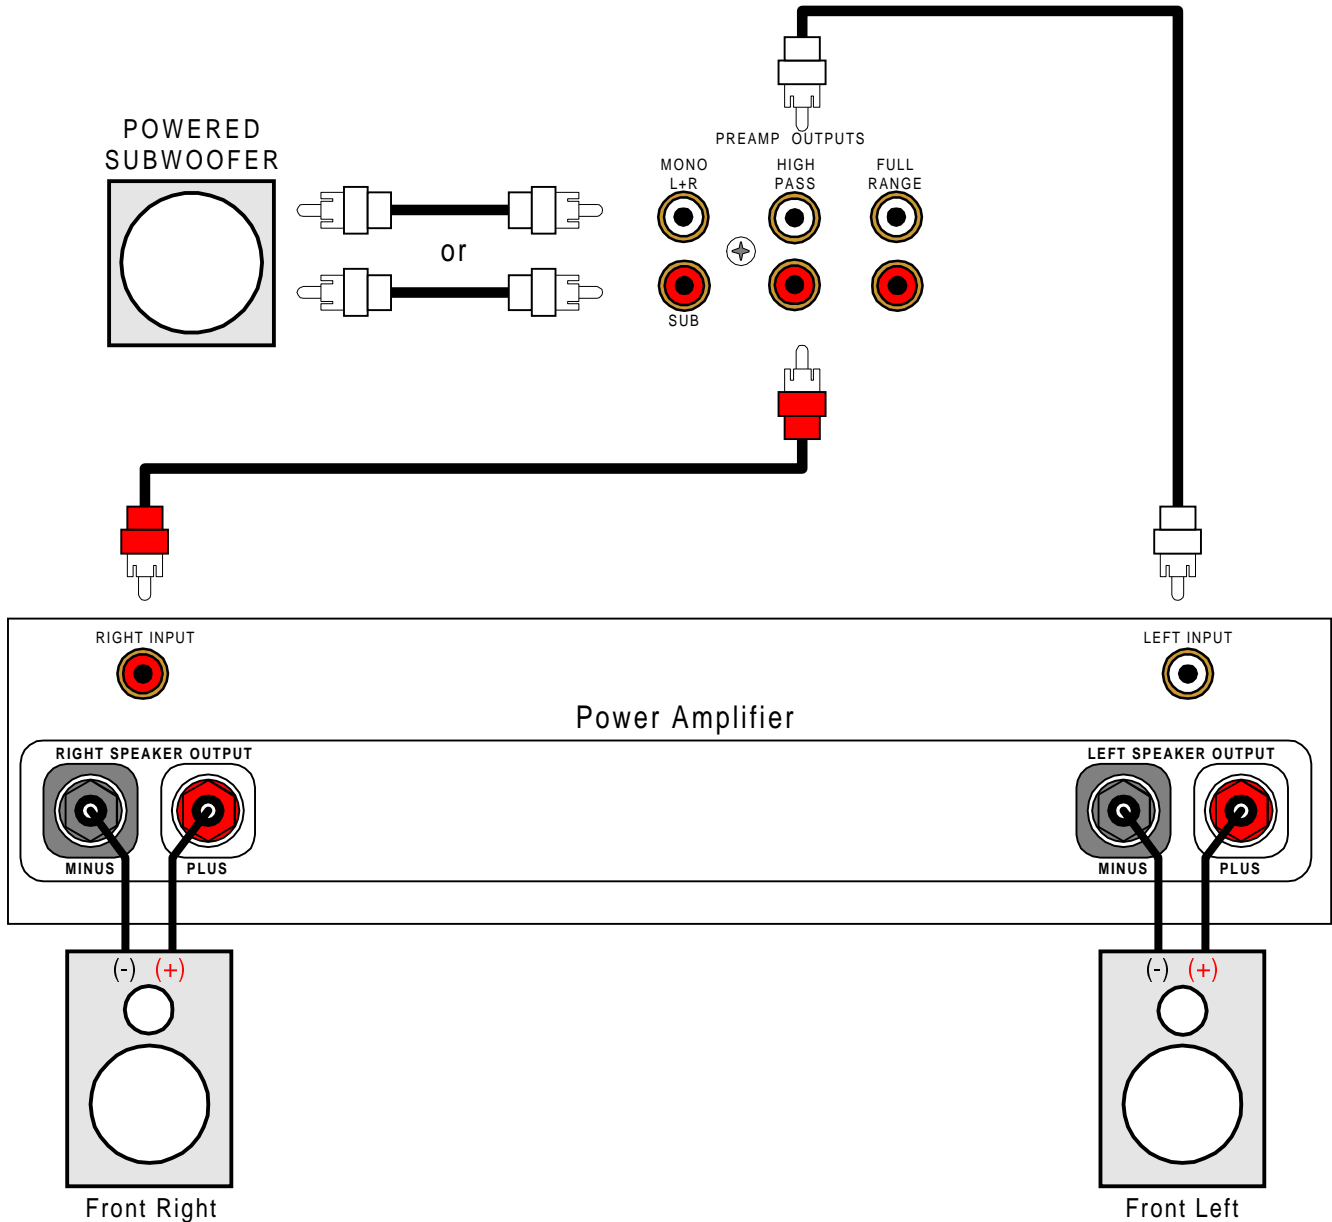 POWERED
SUBWOOFER
or
PREAMP OUTPUTS
MONO
L+R
HIGH
PASS
FULL
RANGE
SUB
RIGHT INPUT
LEFT INPUT
Power Amplifier
RIGHT SPEAKER OUTPUT
LEFT SPEAKER OUTPUT
MINUS
PLUS
MINUS
PLUS
(-) (+)
(-) (+)
Front Right
Front Left